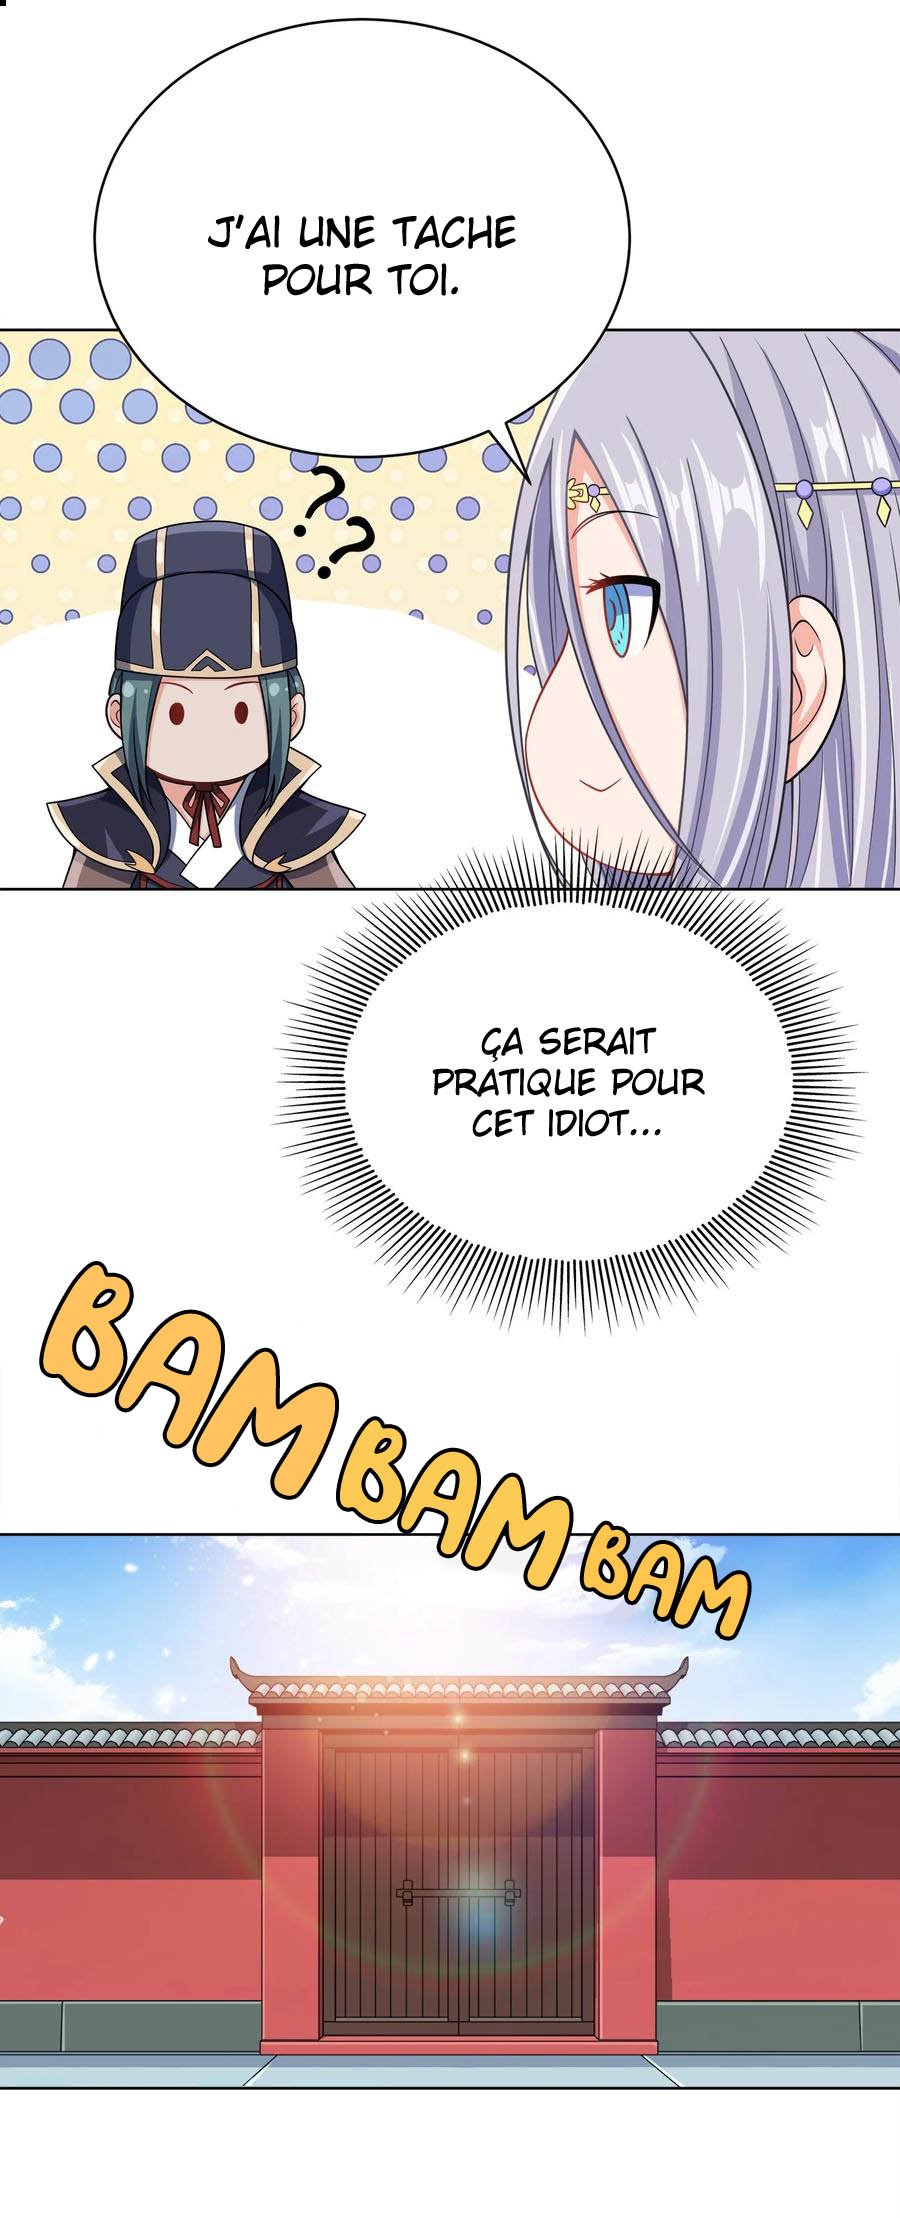 J'AI UNE TACHE
POUR TOI.
??
ÇA SERAIT
PRATIQUE POUR
CET IDIOT...
BAM BAM BAM